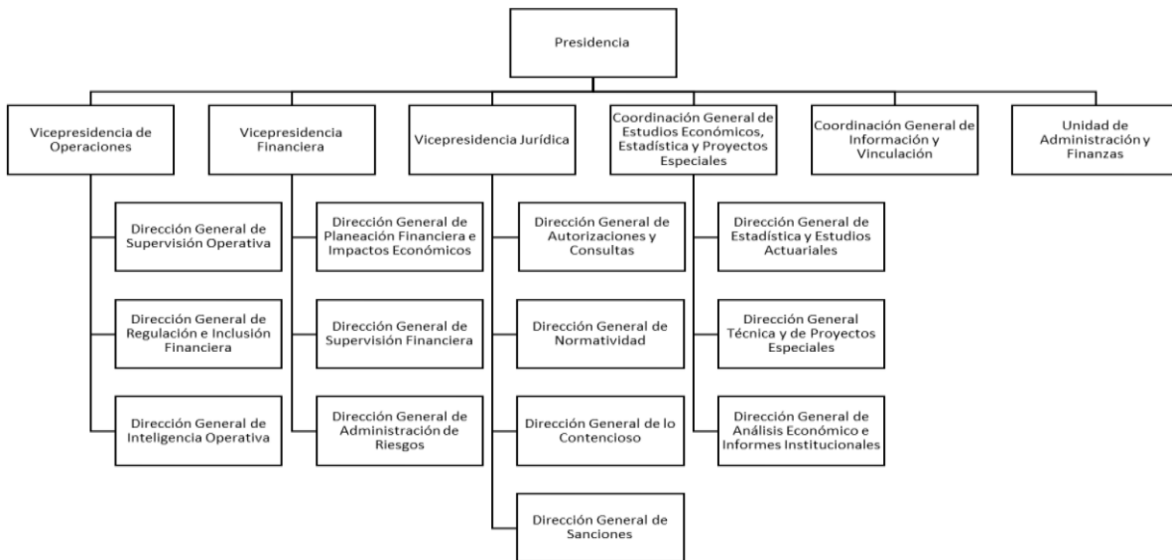 Presidencia
Vicepresidencia de
Operaciones
Vicepresidencia
Financiera
Vicepresidencia Jurídica
Coordinación General de
Estudios Económicos,
Estadística y Proyectos
Especiales
Coordinación General de
Información y
Vinculación
Unidad de
Administración y
Finanzas
Dirección General de
Supervisión Operativa
Dirección General de
Planeación Financiera e
Impactos Económicos
Dirección General de
Autorizaciones y
Consultas
Dirección General de
Estadística y Estudios
Actuariales
Dirección General de
Regulación e Inclusión
Financiera
Dirección General de
Supervisión Financiera
Dirección General de
Normatividad
Dirección General
Técnica y de Proyectos
Especiales
Dirección General de
Inteligencia Operativa
Dirección General de
Administración de
Riesgos
Dirección General de lo
Contencioso
Dirección General de
Análisis Económico e
Informes Institucionales
Dirección General de
Sanciones